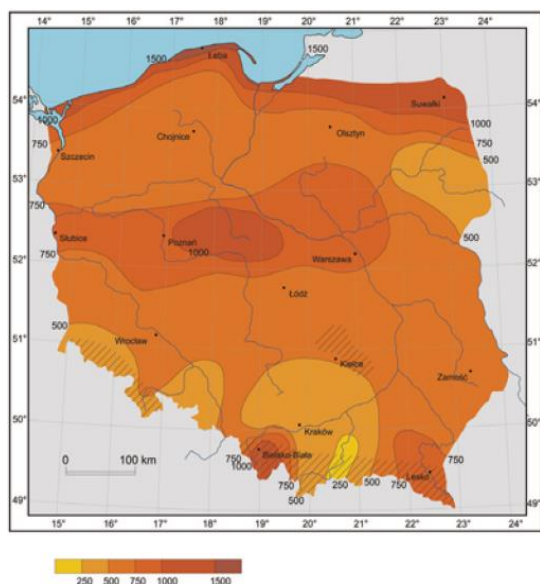 14° 15° 16° 17° 18° 19° 20° 21° 22° 23° 24°
1500
Łeba
1500
54°
Suwałki
54°
1000
1000
Chojnice
Olsztyn
750
500
Szczecin
53°
53°
750
500
Słubice
Poznań
750
1000
Warszawa
52°
52°
Łódź
51°
500
Wrocław
51°
Kielce
Zamość
50°
Kraków
50°
0 100 km
750
Bielsko-Biała
1000
750
Lesko
750
250
500
750
500
49°
49°
15° 16° 17° 18° 19° 20° 21° 22° 23°
250 500 750 1000 1500